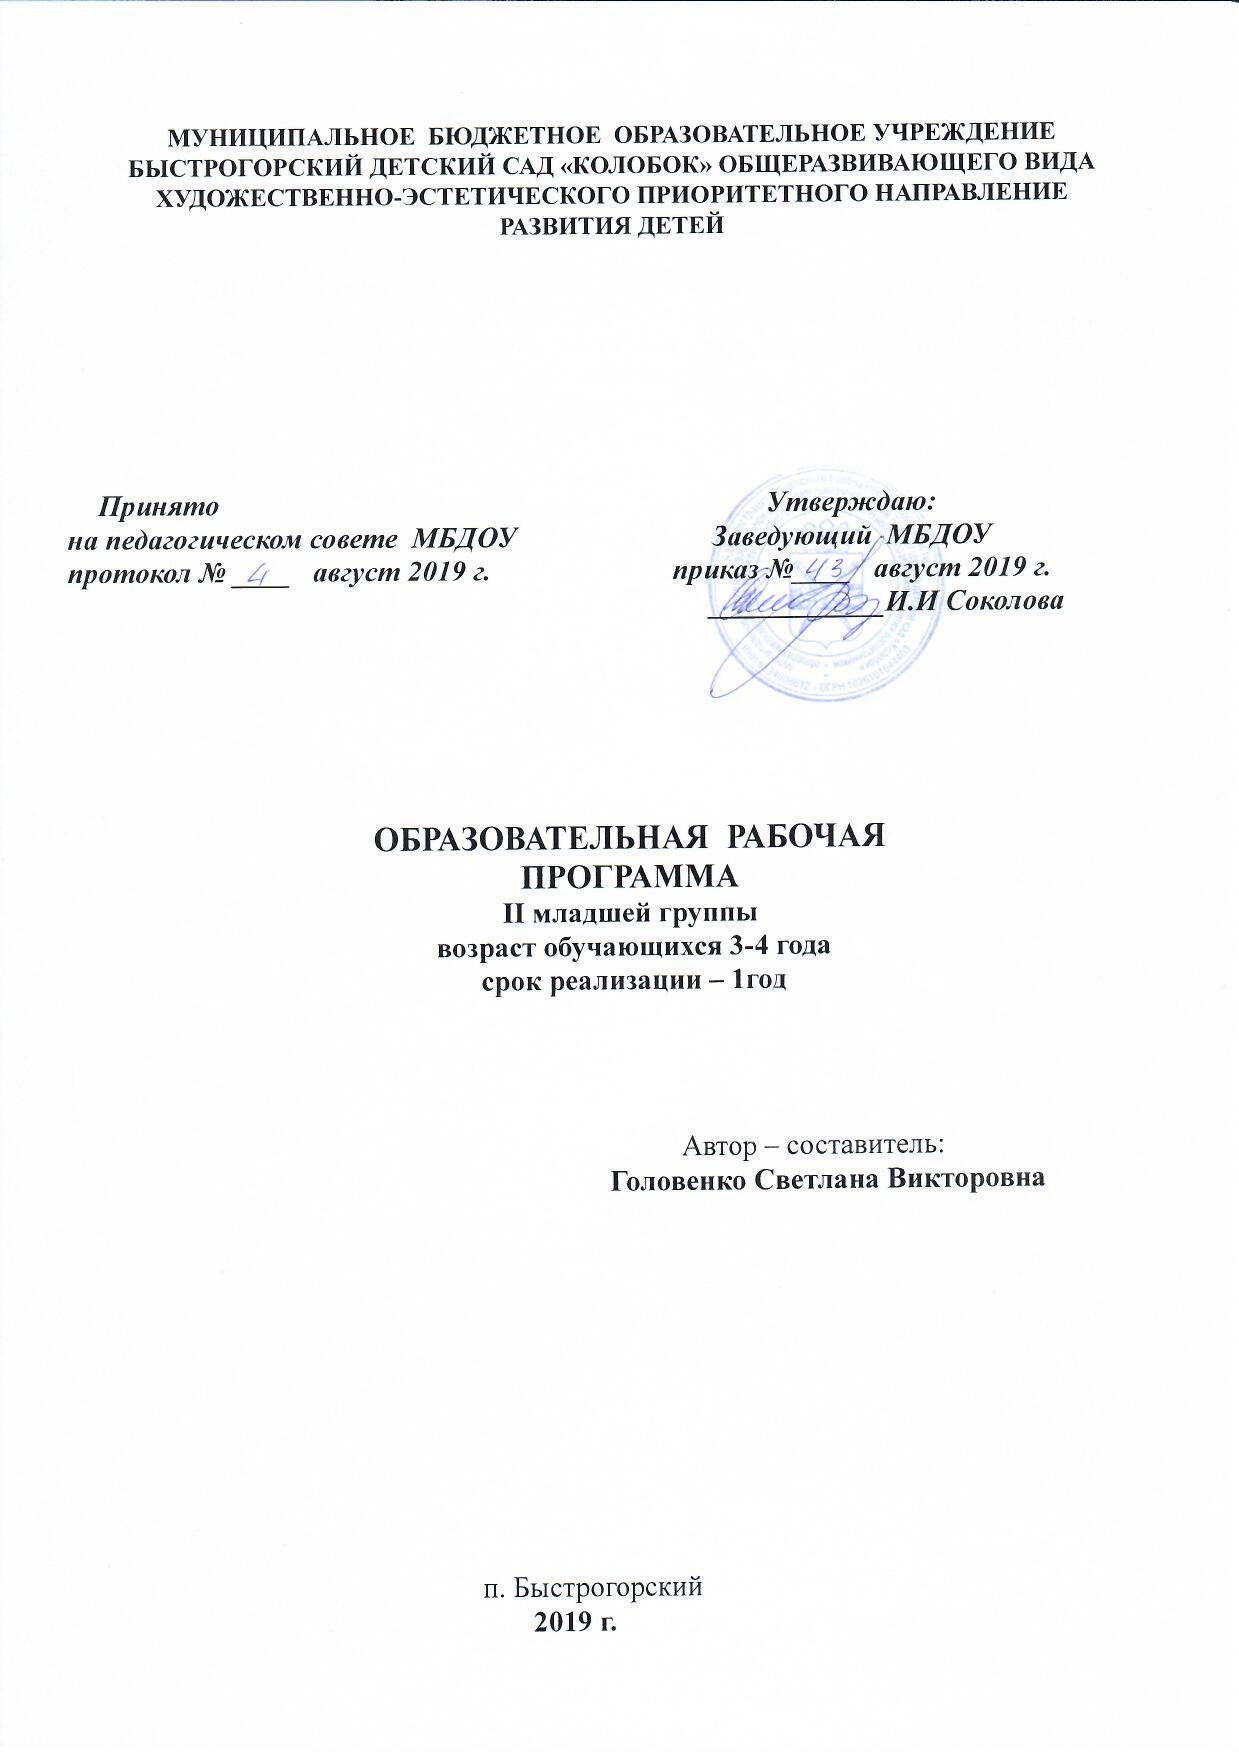 МУНИЦИПАЛЬНОЕ БЮДЖЕТНОЕ ОБРАЗОВАТЕЛЬНОЕ УЧРЕЖДЕНИЕ
БЫСТРОГОРСКИЙ ДЕТСКИЙ САД «КОЛОБОК» ОБЩЕРАЗВИВАЮЩЕГО ВИДА
ХУДОЖЕСТВЕННО-ЭСТЕТИЧЕСКОГО ПРИОРИТЕТНОГО НАПРАВЛЕНИЕ
РАЗВИТИЯ ДЕТЕЙ
Принято
на педагогическом совете МБДОУ
протокол № 4 август 2019 г.
Утверждаю:
Заведующий МБДОУ
приказ № 43 август 2019 г.
И.И Соколова
ОБРАЗОВАТЕЛЬНАЯ РАБОЧАЯ
ПРОГРАММА
II младшей группы
возраст обучающихся 3-4 года
срок реализации – 1год
Автор – составитель:
Головенко Светлана Викторовна
п. Быстрогорский
2019 г.